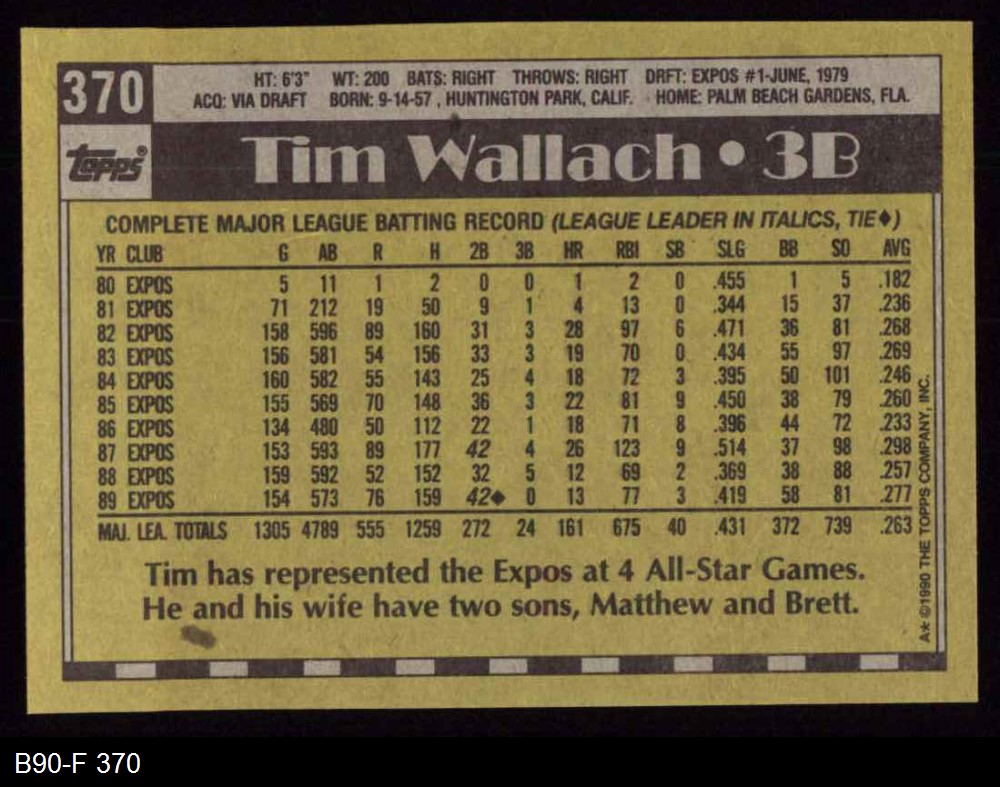 370
HT: 6'3" WT: 200 BATS: RIGHT THROWS: RIGHT DRFT: EXPOS #1-JUNE, 1979
ACQ: VIA DRAFT BORN: 9-14-57 , HUNTINGTON PARK, CALIF. HOME: PALM BEACH GARDENS, FLA.
topps®
Tim Wallach • 3B
COMPLETE MAJOR LEAGUE BATTING RECORD (LEAGUE LEADER IN ITALICS, TIE♦)
YR CLUB G AB R H 2B 3B HR RBI SB SLG BB SO AVG
80 EXPOS 5 11 1 2 0 0 1 2 0 .455 1 5 .182
81 EXPOS 71 212 19 50 9 1 4 13 0 .344 15 37 .236
82 EXPOS 158 596 89 160 31 3 28 97 6 .471 36 81 .268
83 EXPOS 156 581 54 156 33 3 19 70 0 .434 55 97 .269
84 EXPOS 160 582 55 143 25 4 18 72 3 .395 50 101 .246
85 EXPOS 155 569 70 148 36 3 22 81 9 .450 38 79 .260
86 EXPOS 134 480 50 112 22 1 18 71 8 .396 44 72 .233
87 EXPOS 153 593 89 177 42 4 26 123 9 .514 37 98 .298
88 EXPOS 159 592 52 152 32 5 12 69 2 .369 38 88 .257
89 EXPOS 154 573 76 159 42♦ 0 13 77 3 .419 58 81 .277
MAJ. LEA. TOTALS 1305 4789 555 1259 272 24 161 675 40 .431 372 739 .263
Tim has represented the Expos at 4 All-Star Games.
He and his wife have two sons, Matthew and Brett.
A* ©1990 THE TOPPS COMPANY, INC.
B90-F 370